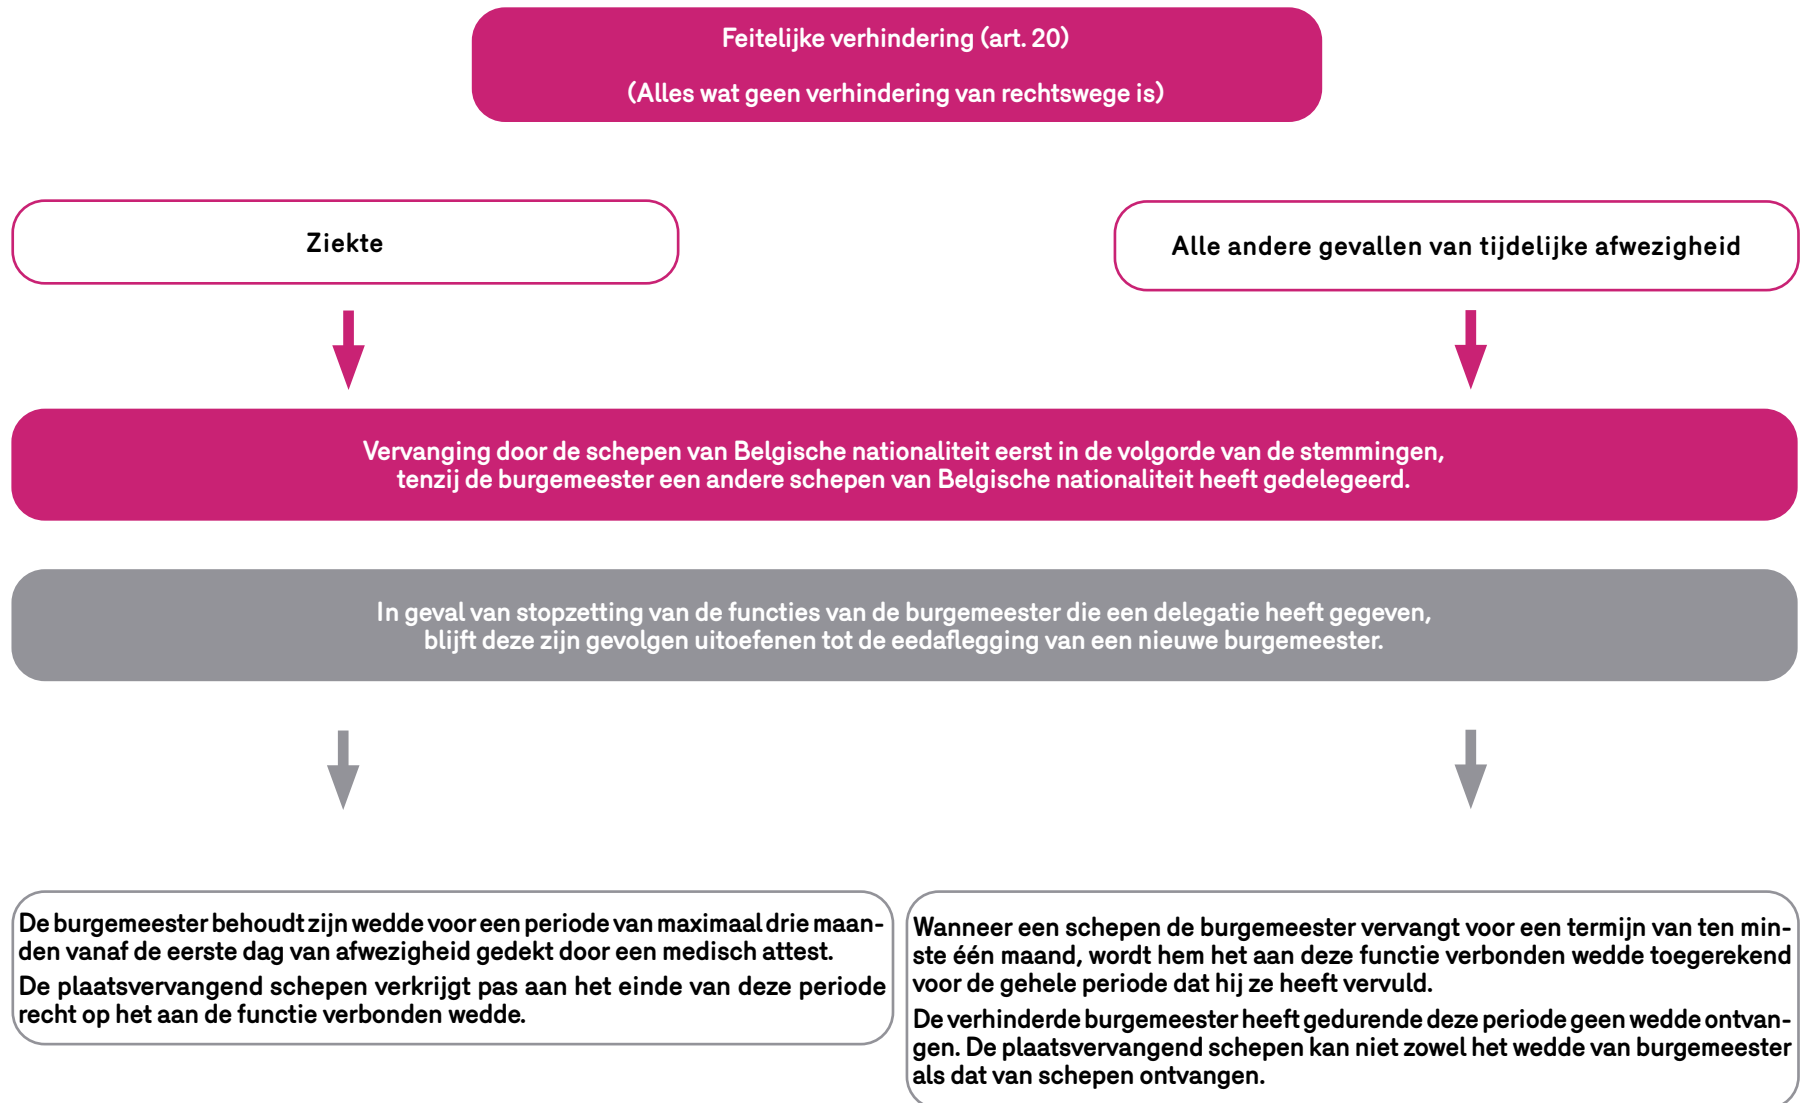 Feitelijke verhindering (art. 20)
(Alles wat geen verhindering van rechtswege is)
Ziekte
Alle andere gevallen van tijdelijke afwezigheid
Vervanging door de schepen van Belgische nationaliteit eerst in de volgorde van de stemmingen,
tenzij de burgemeester een andere schepen van Belgische nationaliteit heeft gedelegeerd.
In geval van stopzetting van de functies van de burgemeester die een delegatie heeft gegeven,
blijft deze zijn gevolgen uitoefenen tot de eedaflegging van een nieuwe burgemeester.
De burgemeester behoudt zijn wedde voor een periode van maximaal drie maan-
den vanaf de eerste dag van afwezigheid gedekt door een medisch attest.
De plaatsvervangend schepen verkrijgt pas aan het einde van deze periode
recht op het aan de functie verbonden wedde.
Wanneer een schepen de burgemeester vervangt voor een termijn van ten min-
ste één maand, wordt hem het aan deze functie verbonden wedde toegerekend
voor de gehele periode dat hij ze heeft vervuld.
De verhinderde burgemeester heeft gedurende deze periode geen wedde ontvan-
gen. De plaatsvervangend schepen kan niet zowel het wedde van burgemeester
als dat van schepen ontvangen.